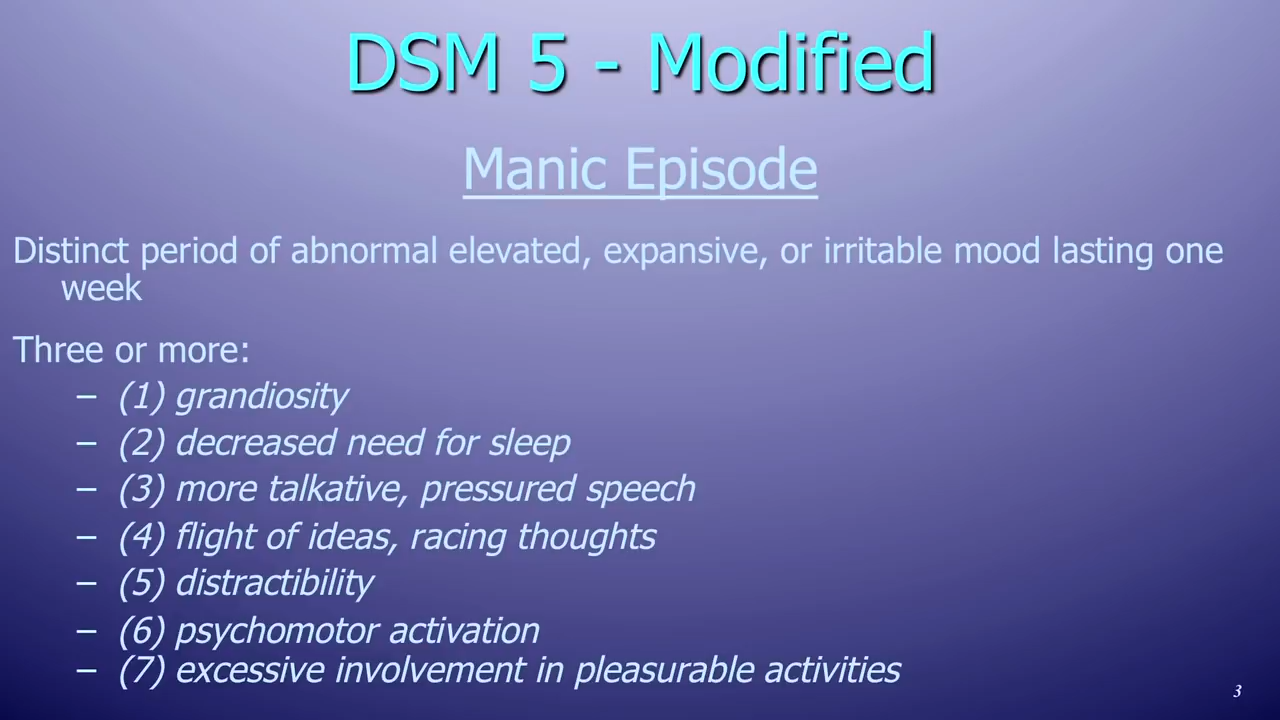 DSM 5 - Modified
Manic Episode
Distinct period of abnormal elevated, expansive, or irritable mood lasting one
week
Three or more:
– (1) grandiosity
– (2) decreased need for sleep
– (3) more talkative, pressured speech
– (4) flight of ideas, racing thoughts
– (5) distractibility
– (6) psychomotor activation
– (7) excessive involvement in pleasurable activities
3